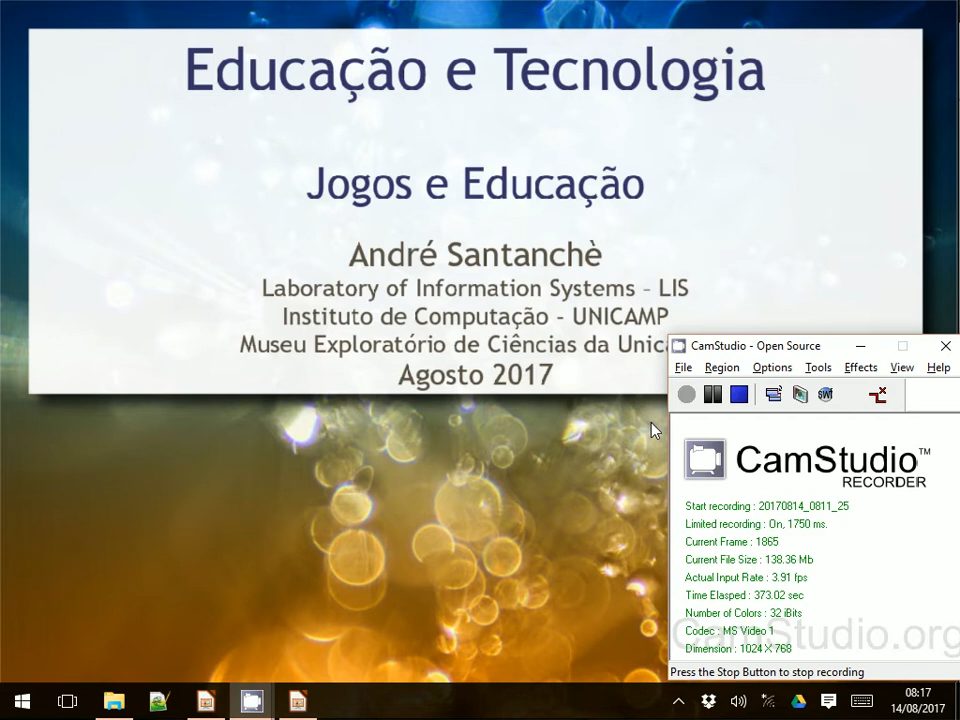 Educação e Tecnologia
Jogos e Educação
André Santanchè
Laboratory of Information Systems – LIS
Instituto de Computação – UNICAMP
Museu Exploratório de Ciências da Unica
Agosto 2017
CamStudio - Open Source
File Region Options Tools Effects View Help
SWF
CamStudio™
RECORDER
Start recording : 20170814_0811_25
Limited recording : On, 1750 ms.
Current Frame : 1865
Current File Size : 138.36 Mb
Actual Input Rate : 3.91 fps
Time Elasped : 373.02 sec
Number of Colors : 32 iBits
Codec : MS Video 1
CamStudio.org
Dimension : 1024 X 768
Press the Stop Button to stop recording
08:17
14/08/2017